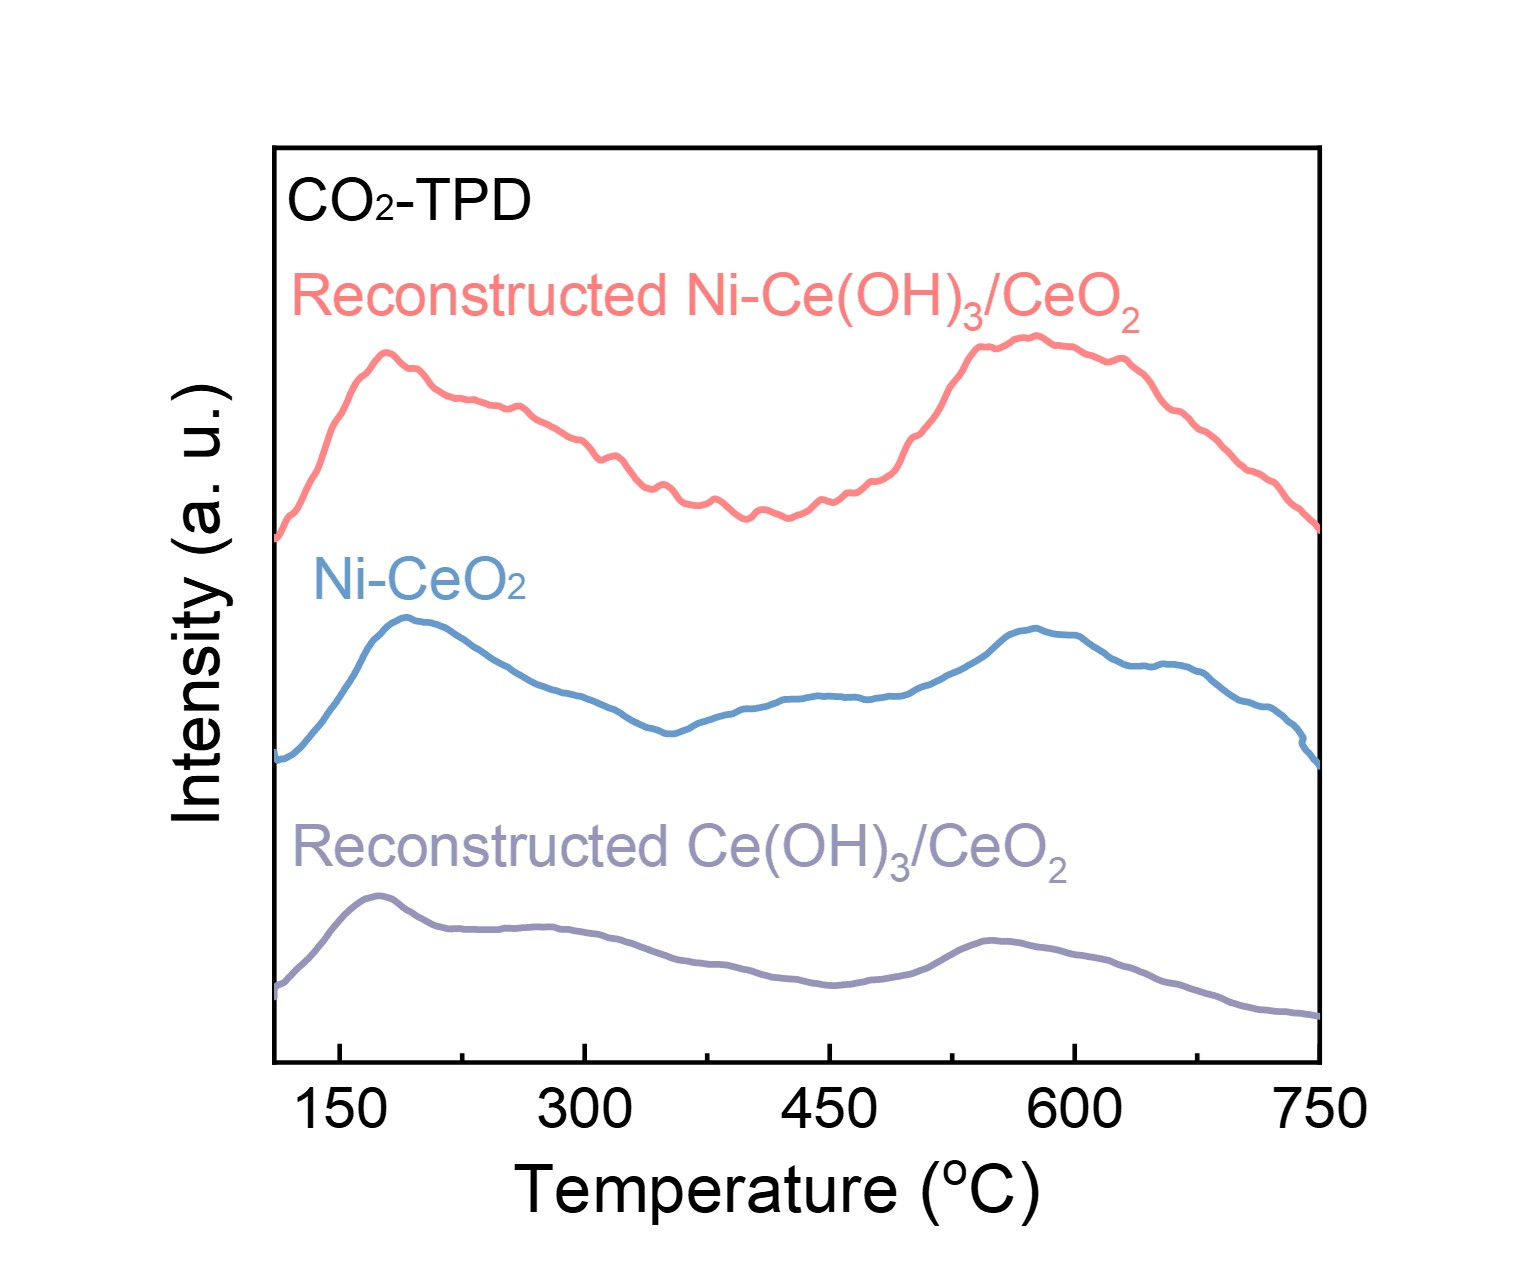 CO₂-TPD
Reconstructed Ni-Ce(OH)₃/CeO₂
Ni-CeO₂
Reconstructed Ce(OH)₃/CeO₂
Intensity (a. u.)
150 300 450 600 750
Temperature (°C)